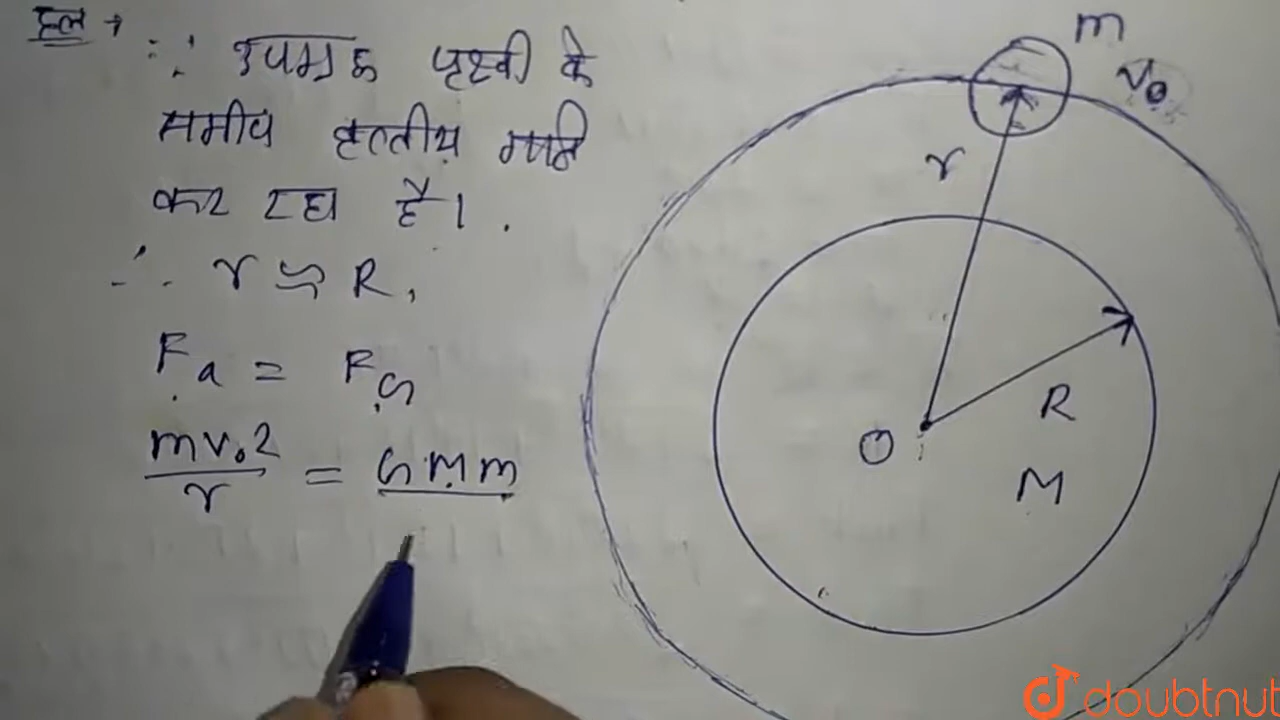 हल →
∵ उपग्रह पृथ्वी के
समीप वृत्तीय गति
कर रहा है।
∴ r ≃ R,
Fa = FG
mv₀2/r = GMm
m
v₀
r
R
O
M
doubtnut